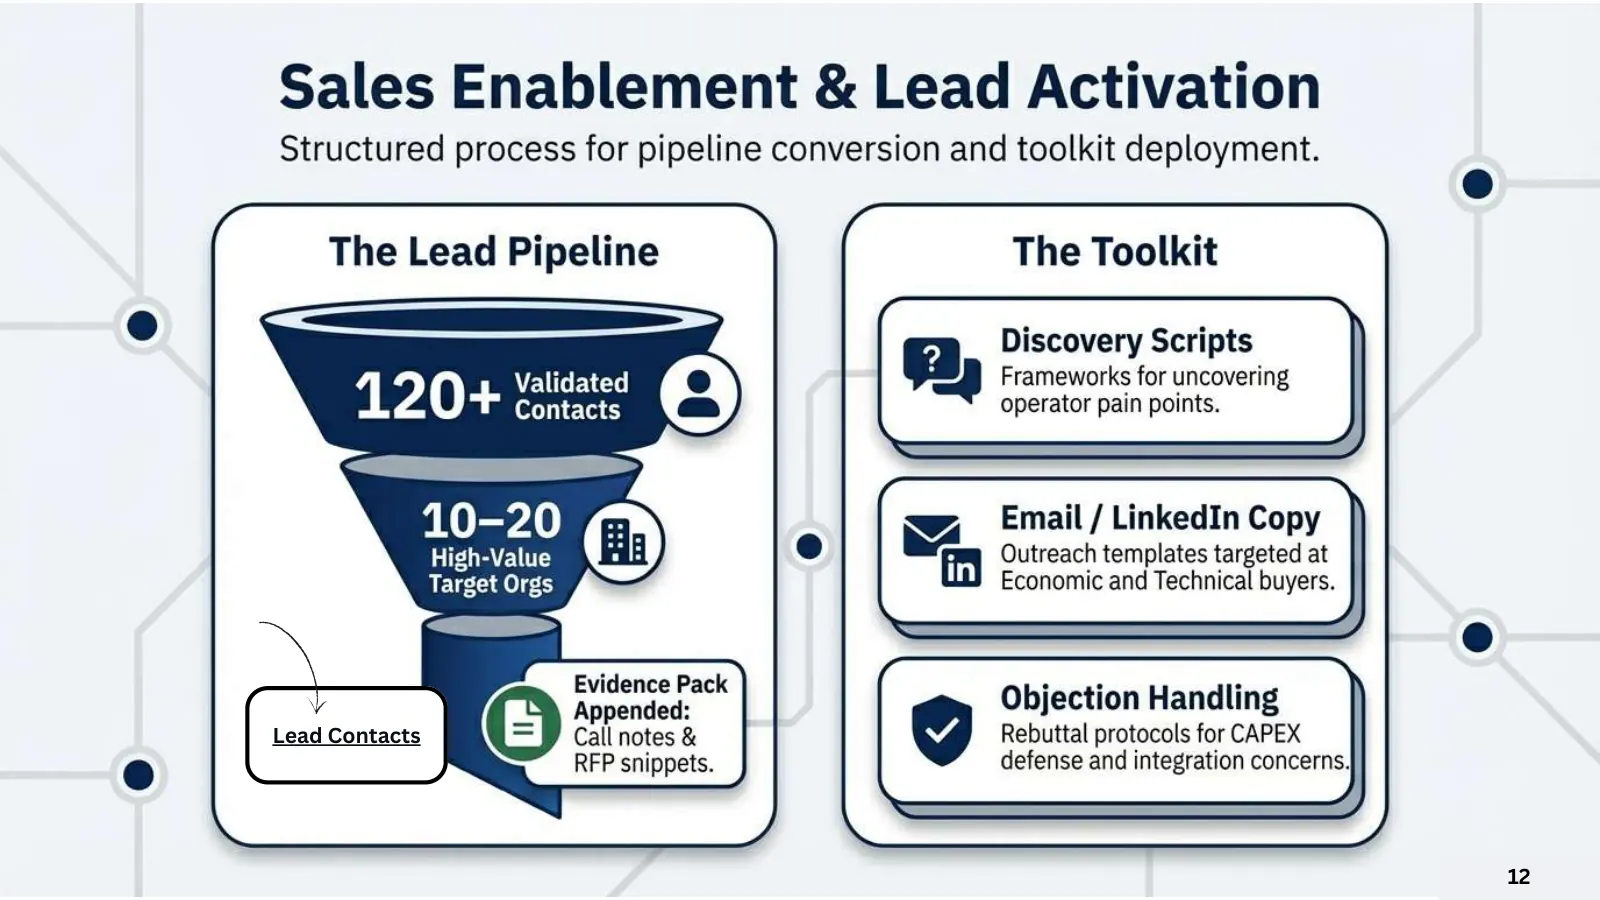 Sales Enablement & Lead Activation
Structured process for pipeline conversion and toolkit deployment.
The Lead Pipeline
120+ Validated
Contacts
10–20
High-Value
Target Orgs
Evidence Pack
Appended:
Call notes &
RFP snippets.
Lead Contacts
The Toolkit
?
Discovery Scripts
Frameworks for uncovering
operator pain points.
in
Email / LinkedIn Copy
Outreach templates targeted at
Economic and Technical buyers.
Objection Handling
Rebuttal protocols for CAPEX
defense and integration concerns.
12